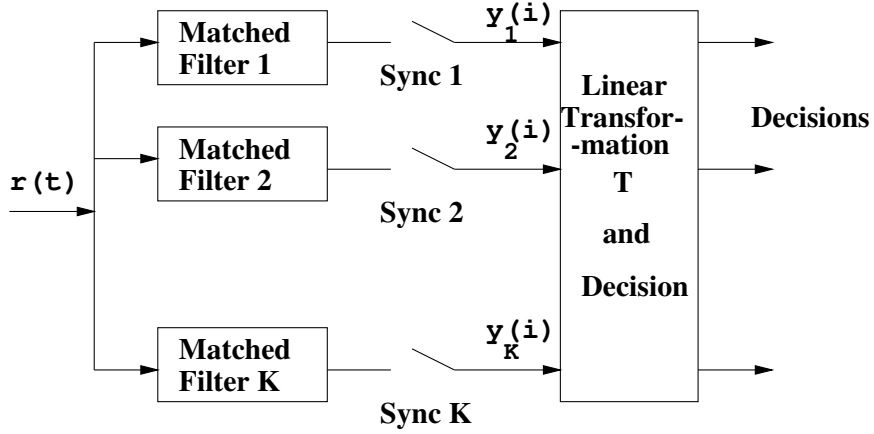 Matched
Filter 1
Sync 1
y1(i)
Matched
Filter 2
Sync 2
y2(i)
r(t)
Matched
Filter K
Sync K
yK(i)
Linear
Transfor-
-mation
T
and
Decision
Decisions